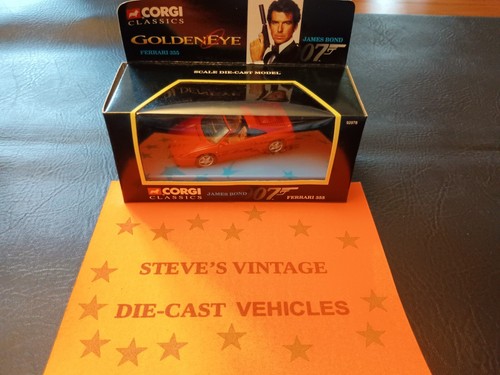 CORGI
CLASSICS
GOLDENEYE
FERRARI 355
JAMES BOND
007
SCALE DIE-CAST MODEL
CORGI
CLASSICS
JAMES BOND
007
FERRARI 355
STEVE'S VINTAGE
DIE-CAST VEHICLES